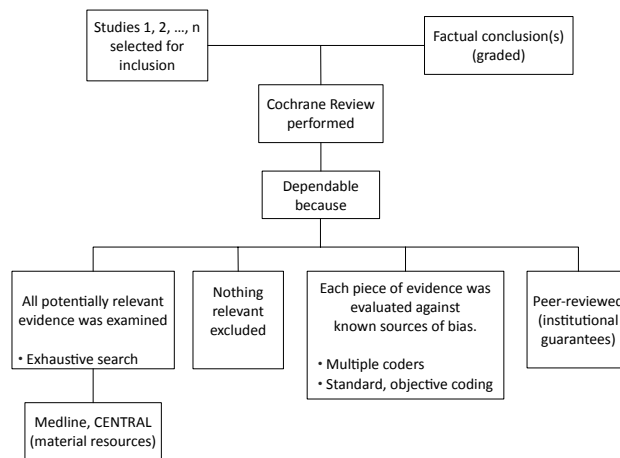 Studies 1, 2, ..., n
selected for
inclusion
Factual conclusion(s)
(graded)
Cochrane Review
performed
Dependable
because
All potentially relevant
evidence was examined
• Exhaustive search
Nothing
relevant
excluded
Each piece of evidence was
evaluated against
known sources of bias.
• Multiple coders
• Standard, objective coding
Peer-reviewed
(institutional
guarantees)
Medline, CENTRAL
(material resources)